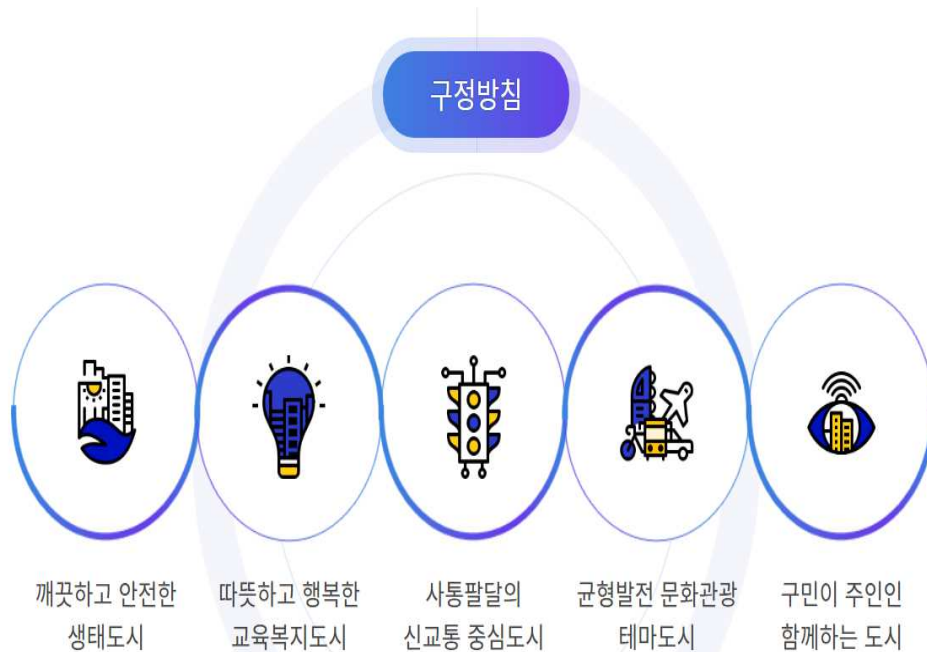 구정방침
깨끗하고 안전한
생태도시
따뜻하고 행복한
교육복지도시
사통팔달의
신교통 중심도시
균형발전 문화관광
테마도시
구민이 주인인
함께하는 도시